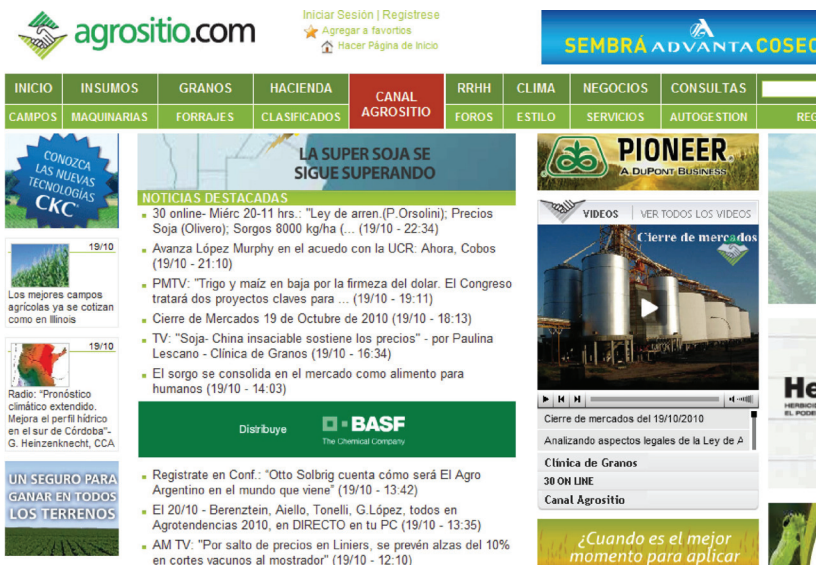 agrositio.com
Iniciar Sesión | Registrese
Agregar a favortios
Hacer Página de Inicio
SEMBRÁ ADVANTA COSEC
INICIO INSUMOS GRANOS HACIENDA CANAL AGROSITIO RRHH CLIMA NEGOCIOS CONSULTAS
CAMPOS MAQUINARIAS FORRAJES CLASIFICADOS FOROS ESTILO SERVICIOS AUTOGESTION REG
CONOZCA
LAS NUEVAS
TECNOLOGÍAS
CKC
19/10
Los mejores campos
agrícolas ya se cotizan
como en Illinois
19/10
Radio: "Pronóstico
climático extendido.
Mejora el perfil hídrico
en el sur de Córdoba"-
G. Heinzenknecht, CCA
UN SEGURO PARA
GANAR EN TODOS
LOS TERRENOS
LA SUPER SOJA SE
SIGUE SUPERANDO
NOTICIAS DESTACADAS
30 online- Miérc 20-11 hrs.: "Ley de arren.(P.Orsolini); Precios
Soja (Olivero); Sorgos 8000 kg/ha (... (19/10 - 22:34)
Avanza López Murphy en el acuedo con la UCR: Ahora, Cobos
(19/10 - 21:10)
PMTV: "Trigo y maíz en baja por la firmeza del dolar. El Congreso
tratará dos proyectos claves para ... (19/10 - 19:11)
Cierre de Mercados 19 de Octubre de 2010 (19/10 - 18:13)
TV: "Soja- China insaciable sostiene los precios" - por Paulina
Lescano - Clínica de Granos (19/10 - 16:34)
El sorgo se consolida en el mercado como alimento para
humanos (19/10 - 14:03)
Distribuye BASF
The Chemical Company
Registrate en Conf.: "Otto Solbrig cuenta cómo será El Agro
Argentino en el mundo que viene" (19/10 - 13:42)
El 20/10 - Berenztein, Aiello, Tonelli, G.López, todos en
Agrotendencias 2010, en DIRECTO en tu PC (19/10 - 13:35)
AM TV: "Por salto de precios en Liniers, se prevén alzas del 10%
en cortes vacunos al mostrador" (19/10 - 12:10)
PIONEER
A DUPONT BUSINESS
VIDEOS VER TODOS LOS VIDEOS
Cierre de mercados
Cierre de mercados del 19/10/2010
Analizando aspectos legales de la Ley de A
Clínica de Granos
30 ON LINE
Canal Agrositio
¿Cuando es el mejor
momento para aplicar
He
HERBICID
EL PODE